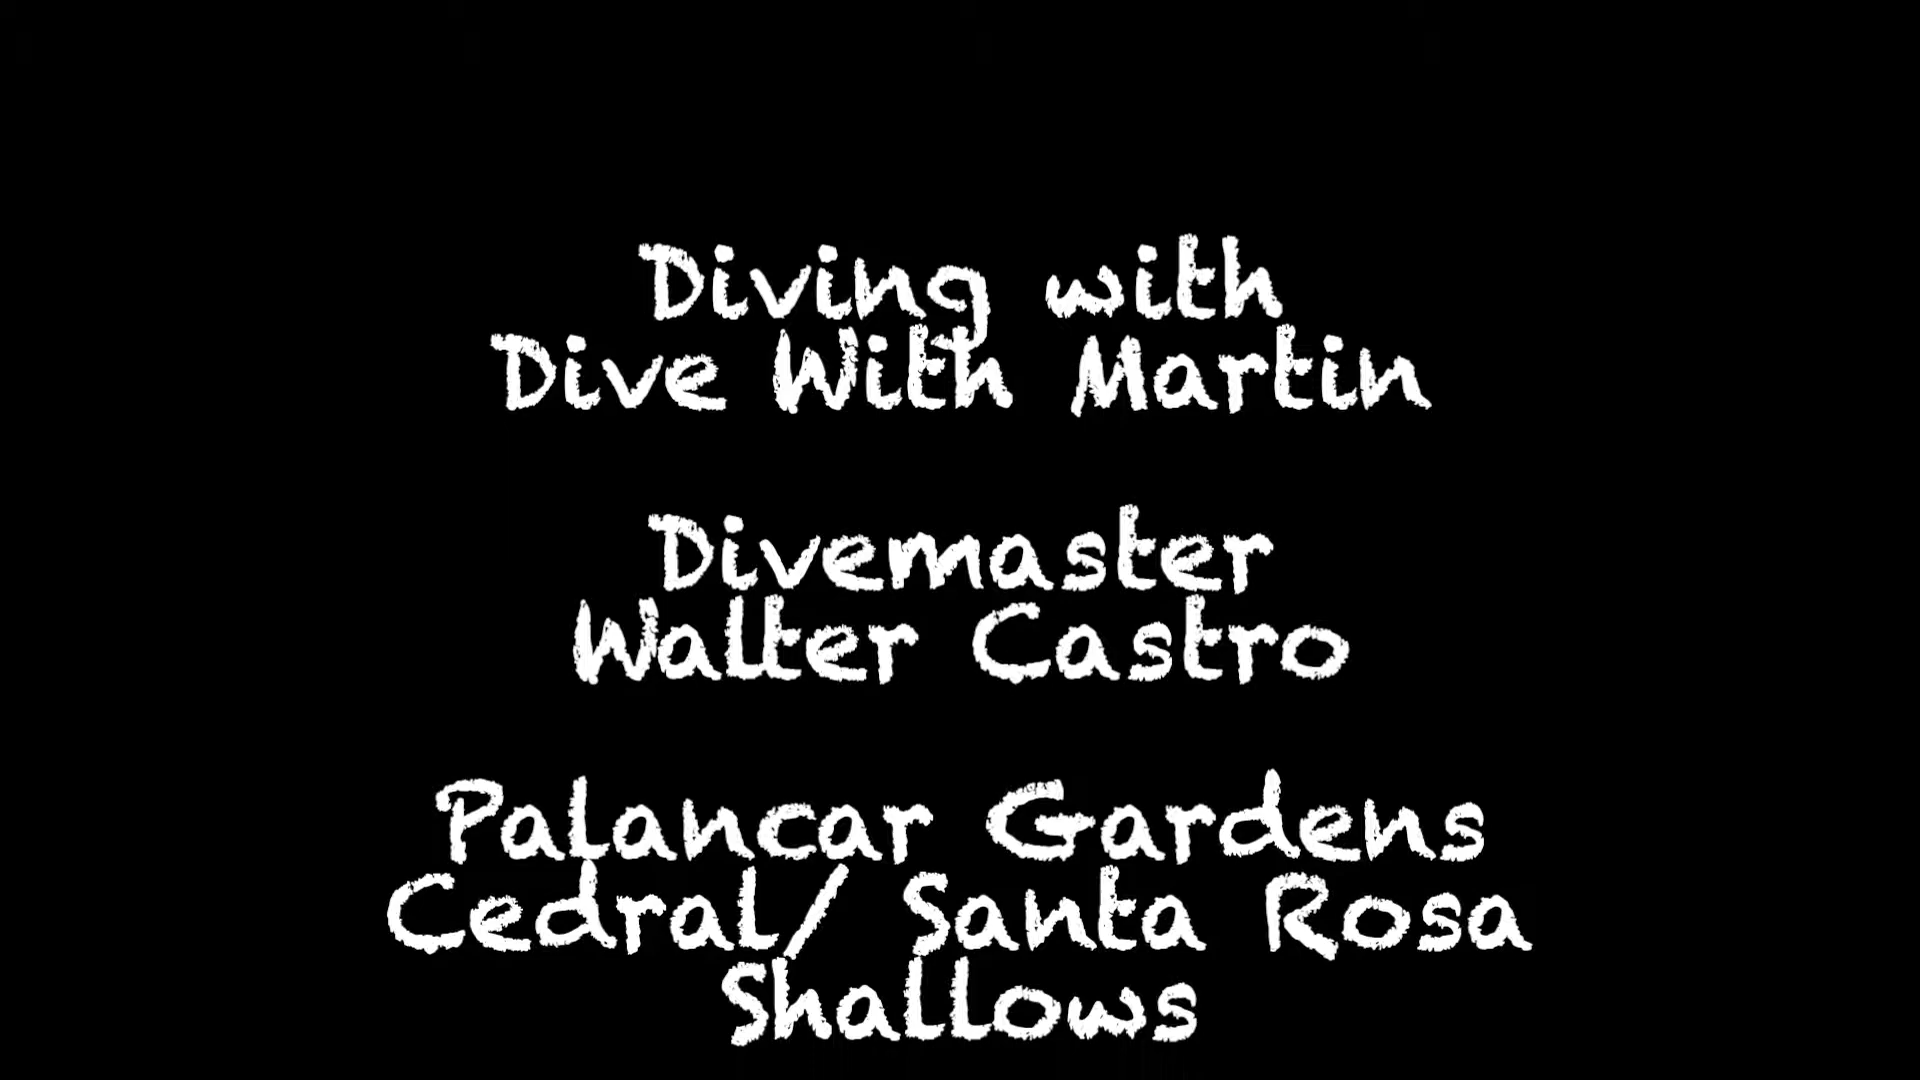 Diving with
Dive With Martin
Divemaster
Walter Castro
Palancar Gardens
Cedral/ Santa Rosa
Shallows